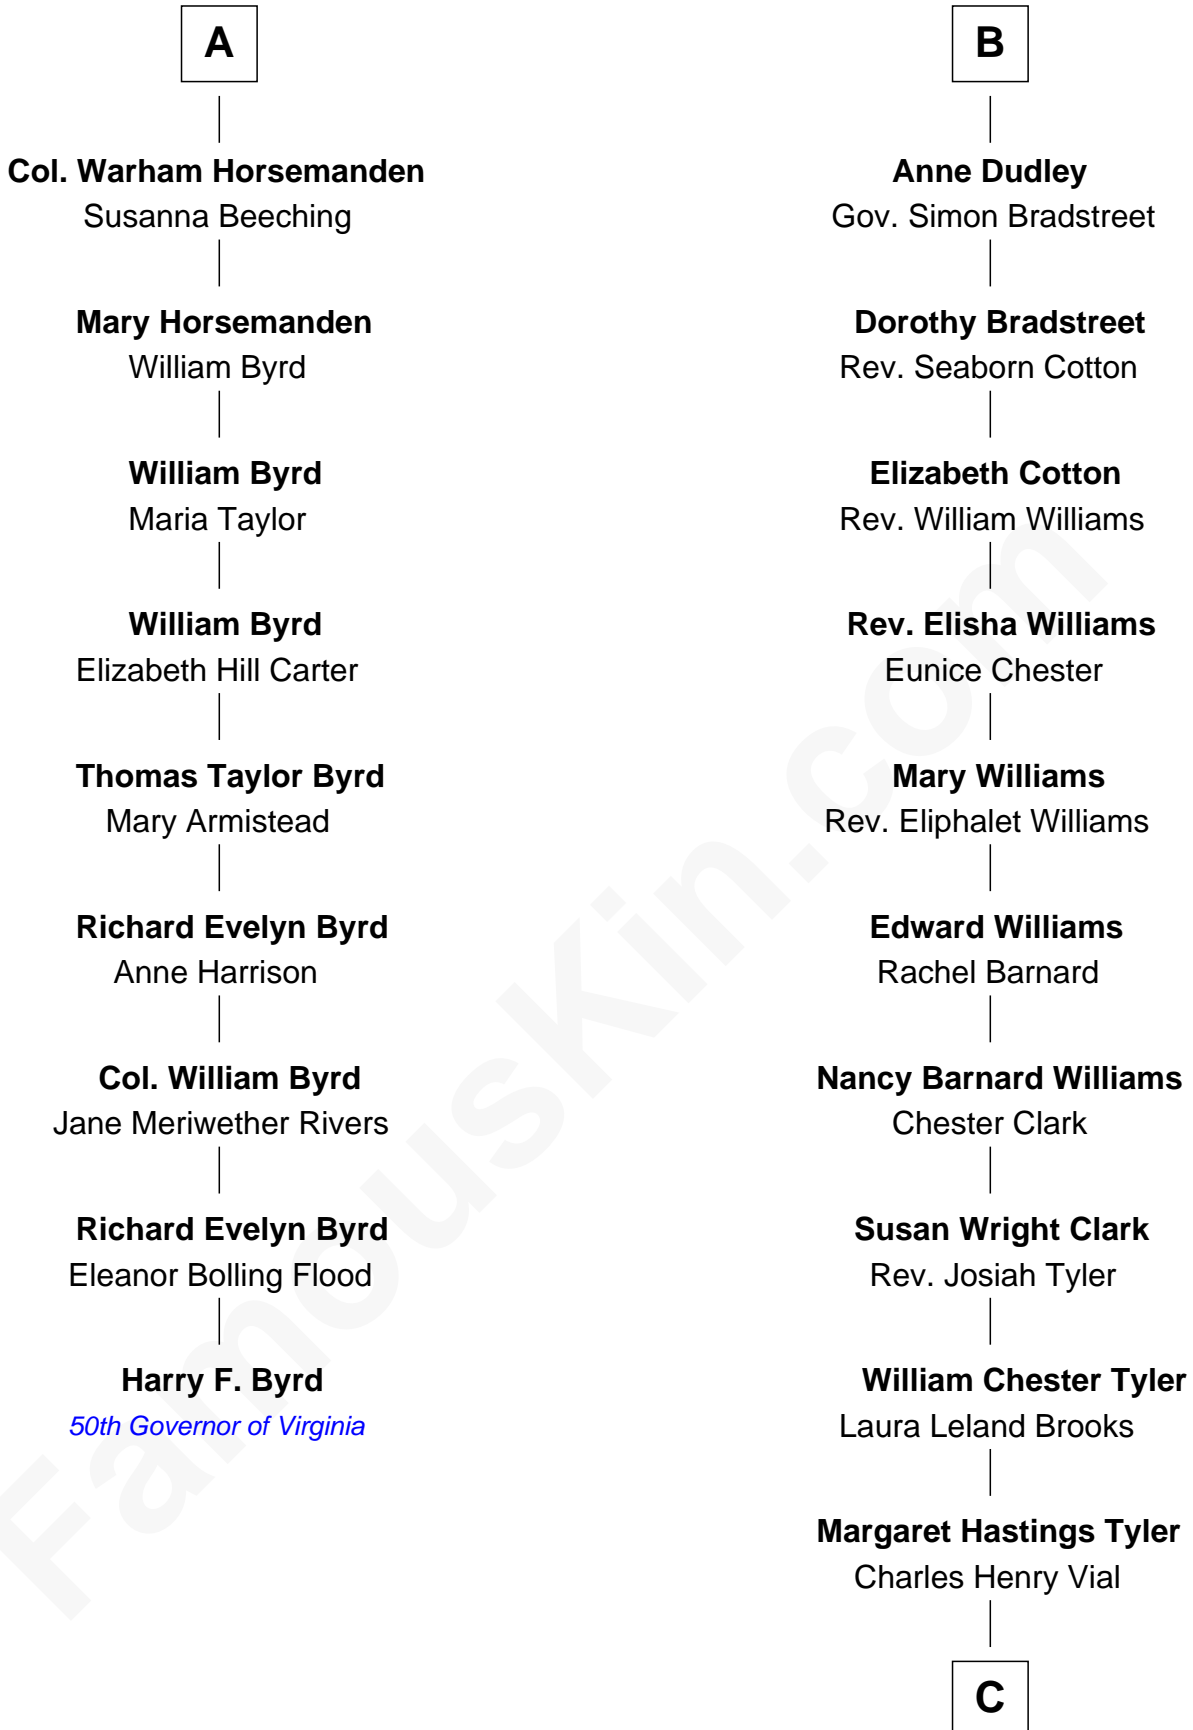 A
Col. Warham Horsemanden
Susanna Beeching
Mary Horsemanden
William Byrd
William Byrd
Maria Taylor
William Byrd
Elizabeth Hill Carter
Thomas Taylor Byrd
Mary Armistead
Richard Evelyn Byrd
Anne Harrison
Col. William Byrd
Jane Meriwether Rivers
Richard Evelyn Byrd
Eleanor Bolling Flood
Harry F. Byrd
50th Governor of Virginia
B
Anne Dudley
Gov. Simon Bradstreet
Dorothy Bradstreet
Rev. Seaborn Cotton
Elizabeth Cotton
Rev. William Williams
Rev. Elisha Williams
Eunice Chester
Mary Williams
Rev. Eliphalet Williams
Edward Williams
Rachel Barnard
Nancy Barnard Williams
Chester Clark
Susan Wright Clark
Rev. Josiah Tyler
William Chester Tyler
Laura Leland Brooks
Margaret Hastings Tyler
Charles Henry Vial
C
FamousKin.com